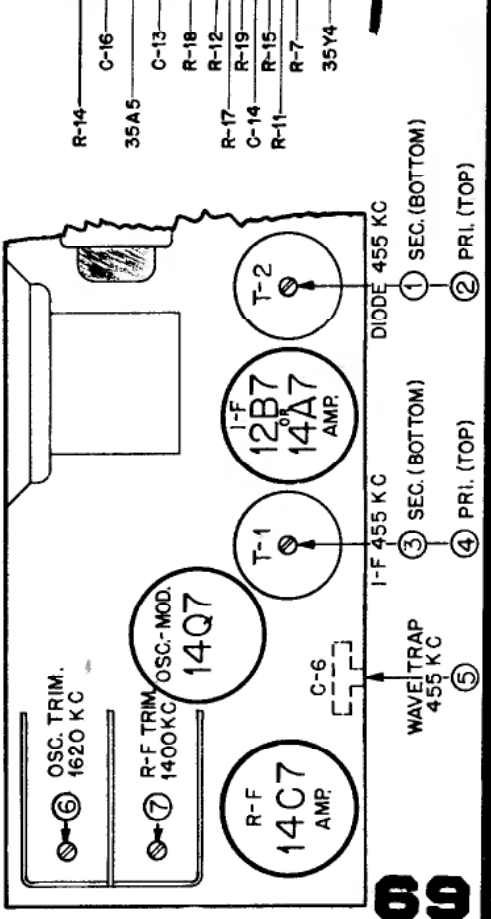 R-14
C-16
35A5
C-13
R-18
R-12
R-17
R-19
C-14
R-15
R-11
R-7
35Y4
6 OSC. TRIM.
1620 KC
7 R-F TRIM.
1400KC
OSC.-MOD.
14Q7
R-F
14C7
AMP.
C-6
WAVE TRAP
455 KC
5
T-1
I-F 455 KC
3 SEC. (BOTTOM)
4 PRI. (TOP)
I-F
12B7
OR
14A7
AMP.
T-2
DIODE 455 KC
1 SEC. (BOTTOM)
2 PRI. (TOP)
69